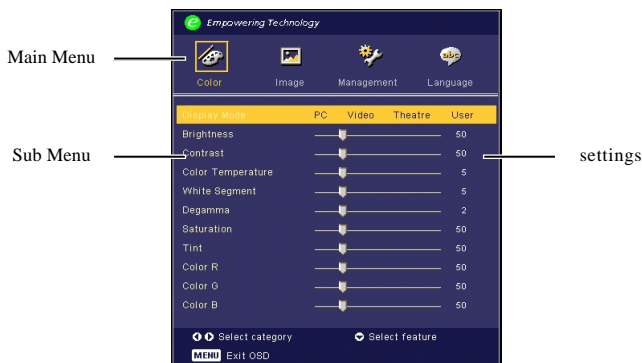 Empowering Technology
Main Menu
Color Image Management Language
Display Mode PC Video Theatre User
Brightness 50
Sub Menu
Contrast 50
settings
Color Temperature 5
White Segment 5
Degamma 2
Saturation 50
Tint 50
Color R 50
Color G 50
Color B 50
Select category Select feature
MENU Exit OSD